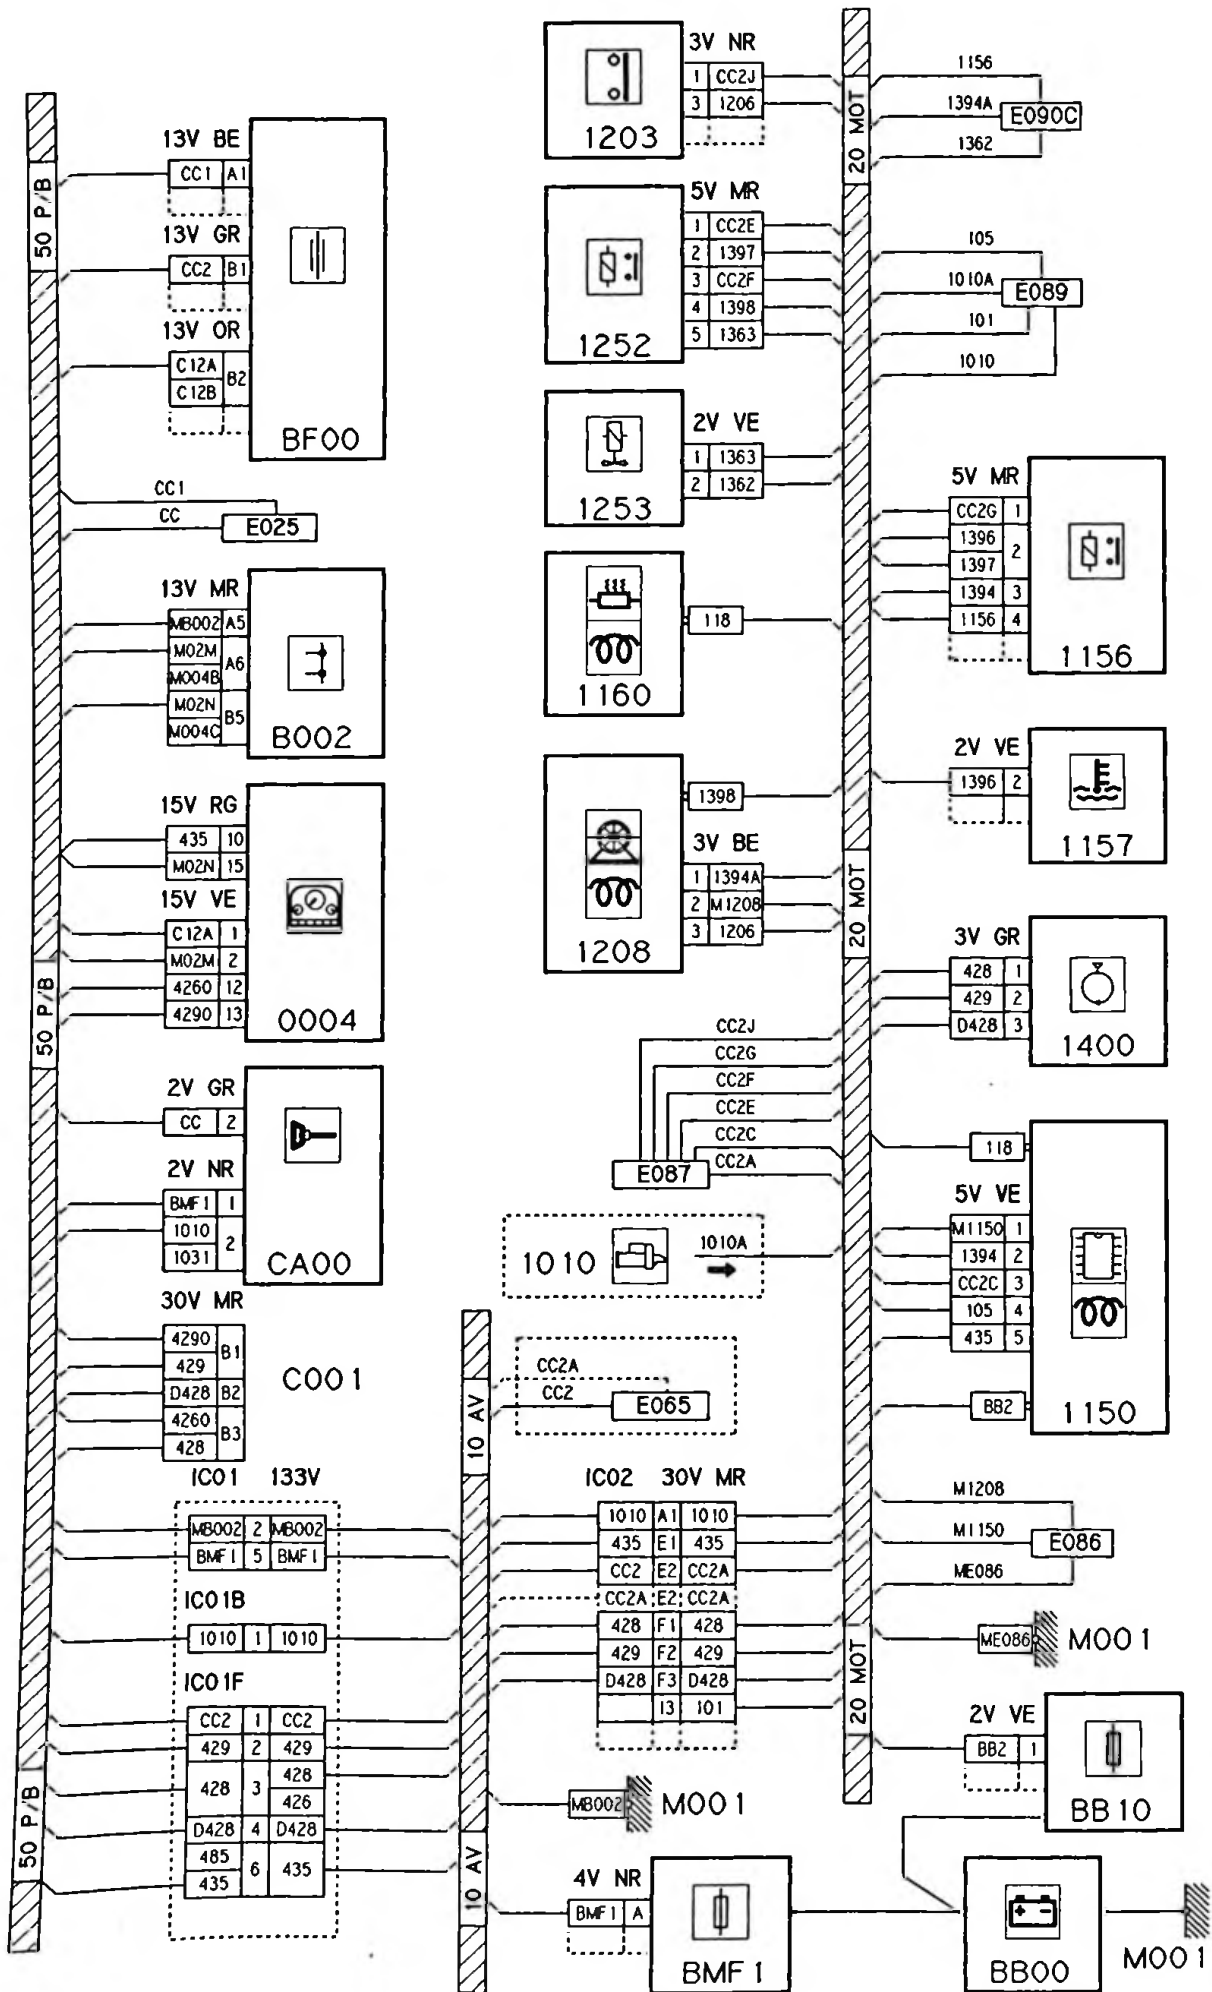 50 P/B
13V BE
CC1 A1
13V GR
CC2 B1
13V OR
C12A
B2
C12B
BF00
CC1
CC
E025
13V MR
MB002 A5
M02M
A6
M004B
M02N
B5
M004C
B002
15V RG
435 10
M02N 15
15V VE
C12A 1
M02M 2
4260 12
4290 13
0004
50 P/B
2V GR
CC 2
2V NR
BMF1 1
1010
2
1031
CA00
30V MR
4290
B1
429
D428 B2
4260
B3
428
C001
IC01 133V
MB002 2 MB002
BMF1 5 BMF1
IC01B
1010 1 1010
IC01F
CC2 1 CC2
429 2 429
428 3 428
426
D428 4 D428
485
6 435
435
50 P/B
3V NR
1 CC2J
3 1206
1203
5V MR
1 CC2E
2 1397
3 CC2F
4 1398
5 1363
1252
2V VE
1 1363
2 1362
1253
118
1160
1398
3V BE
1 1394A
2 M1208
3 1206
1208
CC2J
CC2G
CC2F
CC2E
CC2C
CC2A
E087
1010
1010A
CC2A
CC2
E065
10 AV
IC02 30V MR
1010 A1 1010
435 E1 435
CC2 E2 CC2A
CC2A E2 CC2A
428 F1 428
429 F2 429
D428 F3 D428
13 101
MB002 M001
10 AV
4V NR
BMF1 A
BMF1
20 MOT
1156
1394A
E090C
1362
105
1010A
E089
101
1010
5V MR
CC2G 1
1396
2
1397
1394 3
1156 4
1156
2V VE
1396 2
1157
20 MOT
3V GR
428 1
429 2
D428 3
1400
118
5V VE
M1150 1
1394 2
CC2C 3
105 4
435 5
BB2
1150
M1208
M1150
E086
ME086
ME086 M001
20 MOT
2V VE
BB2 1
BB10
BB00
M001